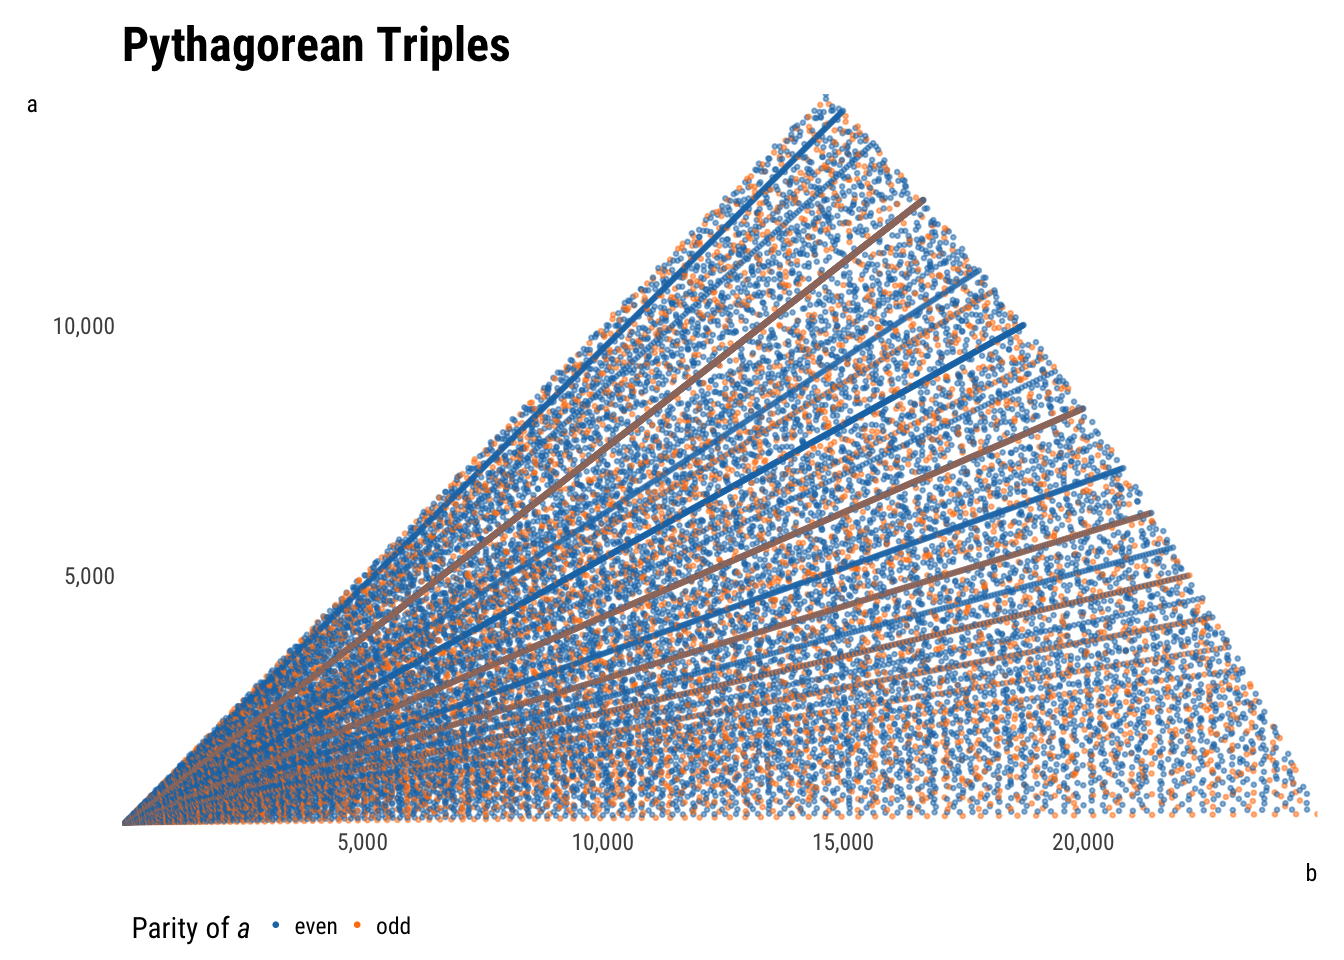 Pythagorean Triples
a
10,000
5,000
5,000 10,000 15,000 20,000
b
Parity of a even odd